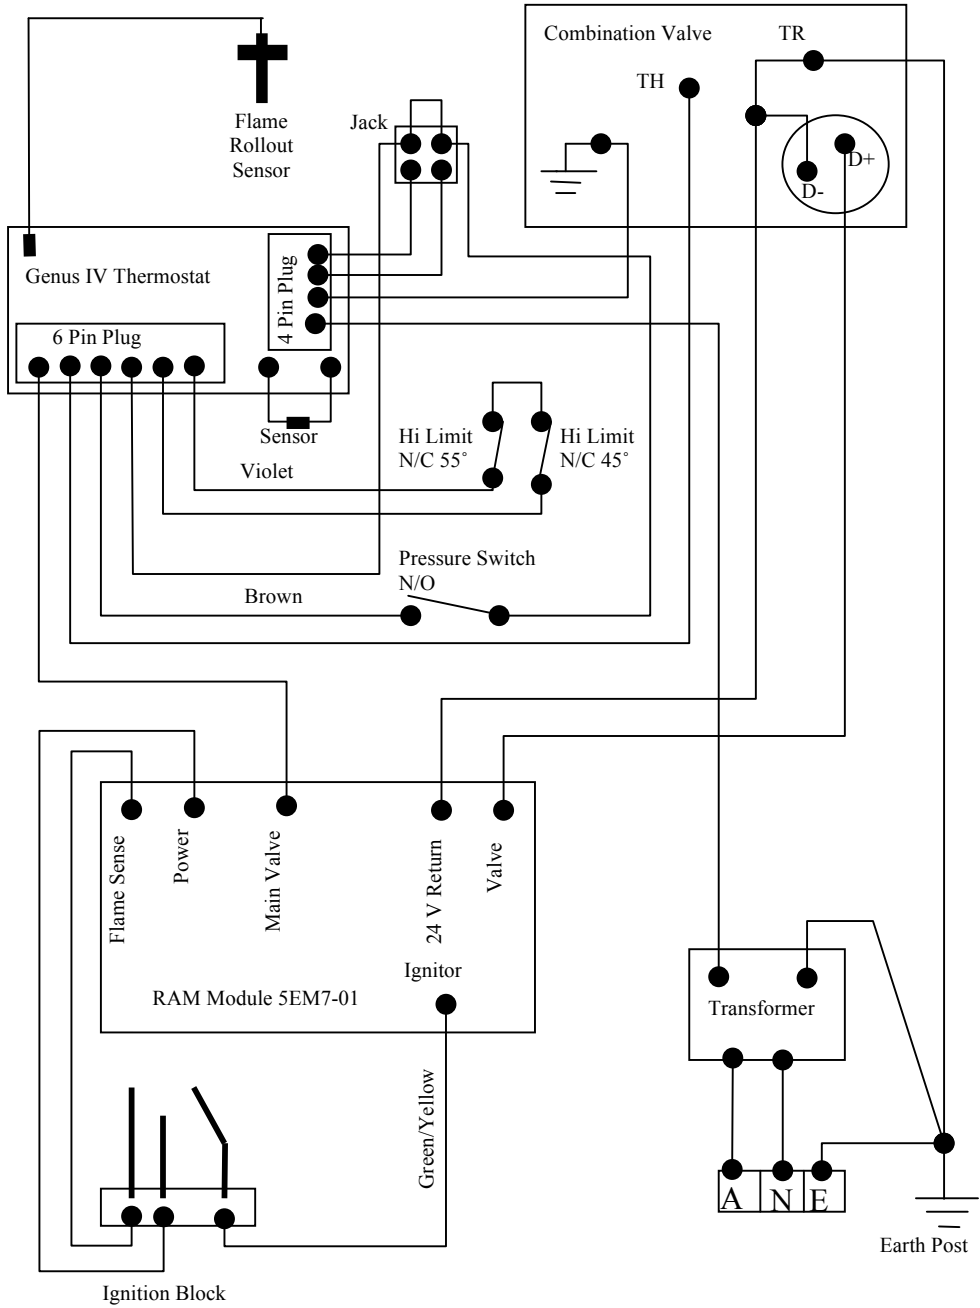 Combination Valve
TR
TH
D+
D-
Jack
Flame
Rollout
Sensor
Genus IV Thermostat
4 Pin Plug
6 Pin Plug
Sensor
Violet
Hi Limit
N/C 55˚
Hi Limit
N/C 45˚
Pressure Switch
N/O
Brown
Flame Sense
Power
Main Valve
24 V Return
Valve
Ignitor
RAM Module 5EM7-01
Transformer
Green/Yellow
A
N
E
Earth Post
Ignition Block